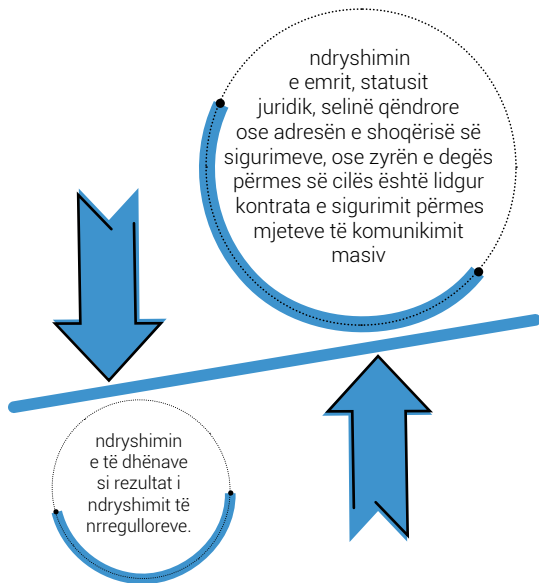 ndryshimin
e emrit, statusit
juridik, selinë qëndrore
ose adresën e shoqërisë së
sigurimeve, ose zyrën e degës
përmes së cilës është lidgur
kontrata e sigurimit përmes
mjeteve të komunikimit
masiv
ndryshimin
e të dhënave
si rezultat i
ndryshimit të
nrregulloreve.